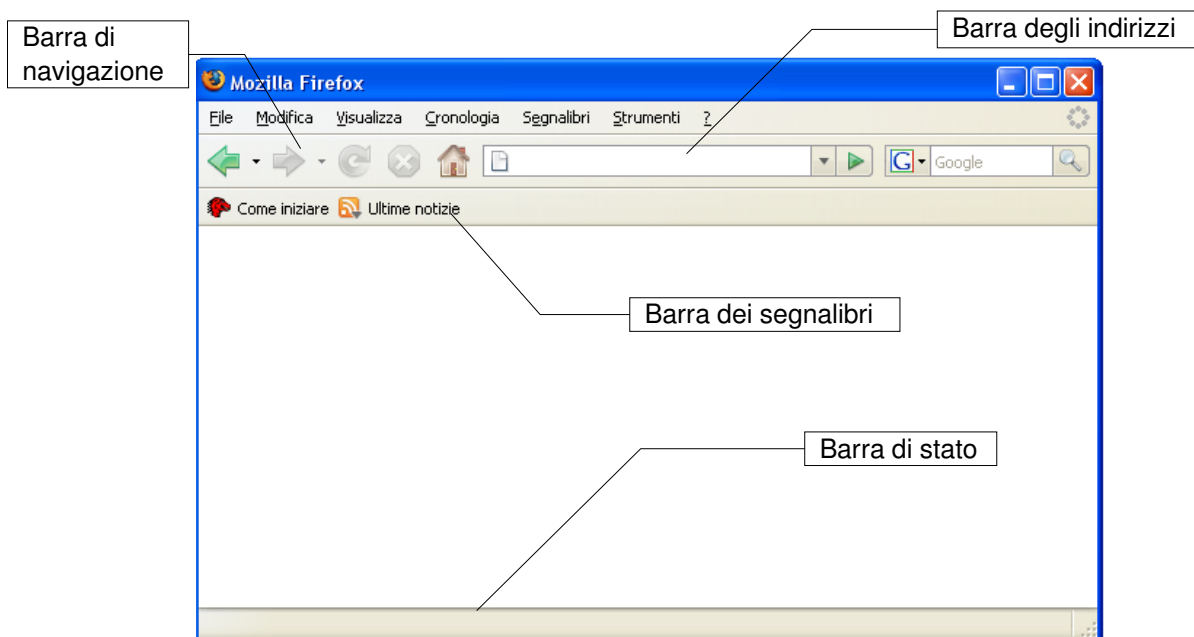 Barra di
navigazione
Barra degli indirizzi
Mozilla Firefox
File Modifica Visualizza Cronologia Segnalibri Strumenti ?
G Google
Come iniziare Ultime notizie
Barra dei segnalibri
Barra di stato